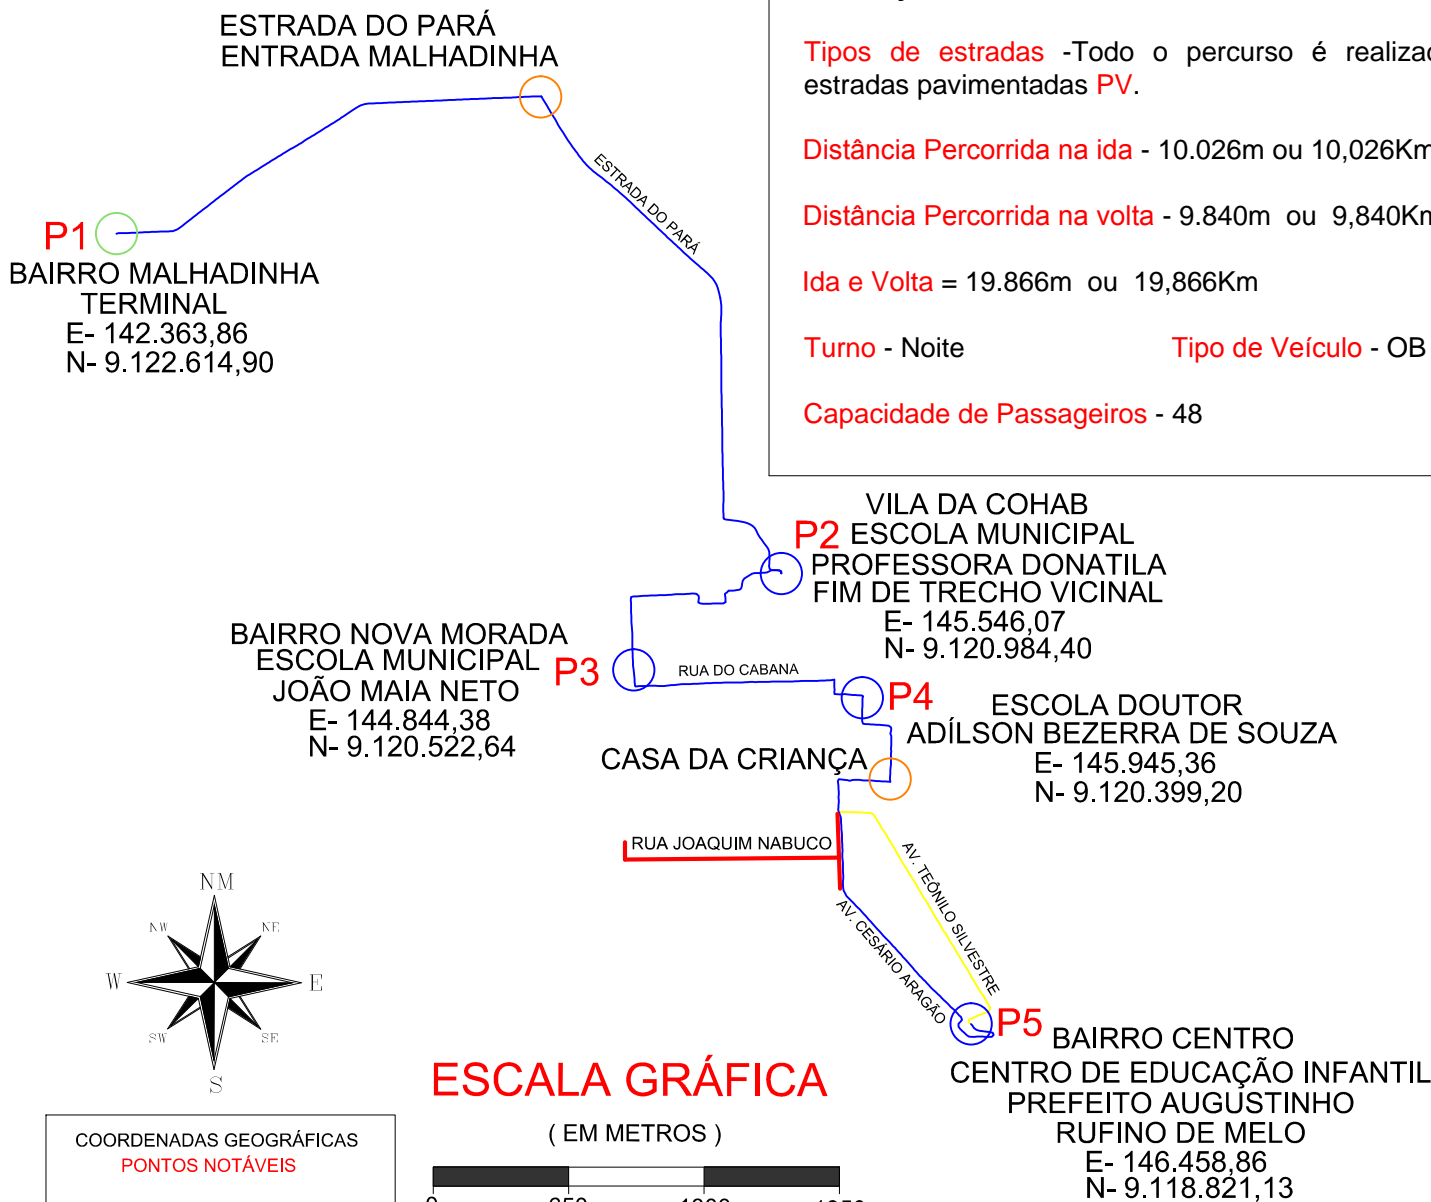 ESTRADA DO PARÁ
ENTRADA MALHADINHA
Tipos de estradas -Todo o percurso é
estradas pavimentadas PV.
Distância Percorrida na ida - 10.026m ou 10,026Km
Distância Percorrida na volta - 9.840m ou 9,840Km
Ida e Volta = 19.866m ou 19,866Km
Turno - Noite Tipo de Veículo - OB
Capacidade de Passageiros - 48
ESTRADA DO PARÁ
P1
BAIRRO MALHADINHA
TERMINAL
E- 142.363,86
N- 9.122.614,90
VILA DA COHAB
P2 ESCOLA MUNICIPAL
PROFESSORA DONATILA
FIM DE TRECHO VICINAL
E- 145.546,07
N- 9.120.984,40
BAIRRO NOVA MORADA
ESCOLA MUNICIPAL
JOÃO MAIA NETO
E- 144.844,38
N- 9.120.522,64
P3
RUA DO CABANA
P4
ESCOLA DOUTOR
ADÍLSON BEZERRA DE SOUZA
E- 145.945,36
N- 9.120.399,20
CASA DA CRIANÇA
RUA JOAQUIM NABUCO
AV. TEÔNILO SILVESTRE
AV. CESÁRIO ARAGÃO
P5
BAIRRO CENTRO
CENTRO DE EDUCAÇÃO INFANTIL
PREFEITO AUGUSTINHO
RUFINO DE MELO
E- 146.458,86
N- 9.118.821,13
NM
NW NE
W E
SW SE
S
ESCALA GRÁFICA
( EM METROS )
COORDENADAS GEOGRÁFICAS
PONTOS NOTÁVEIS